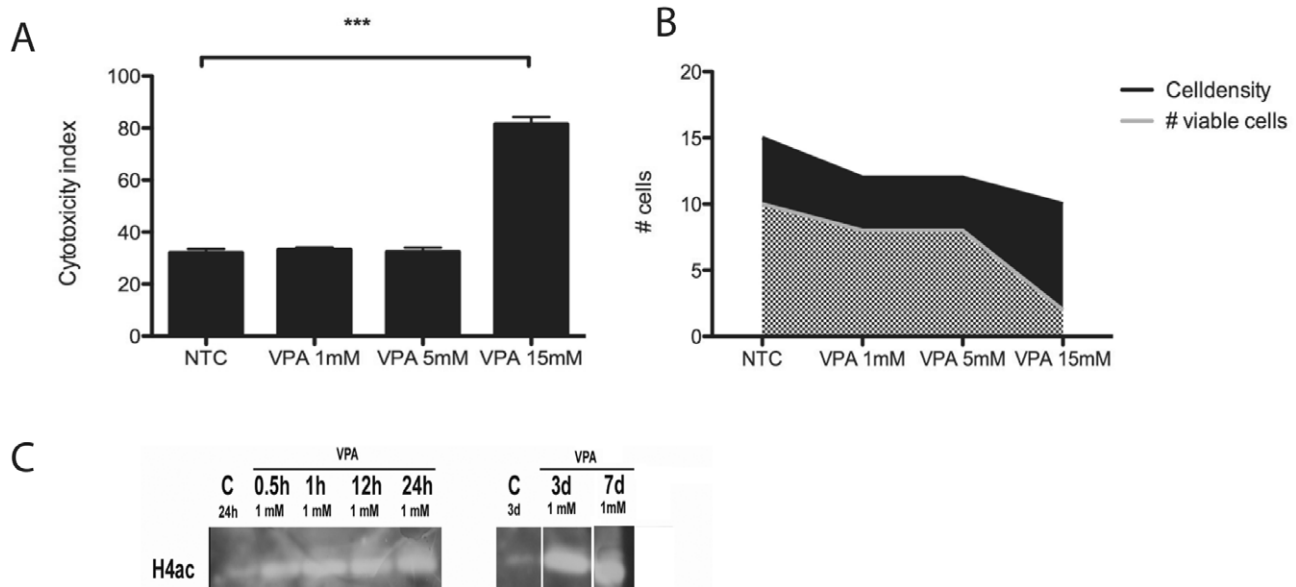 A
***
Cytotoxicity index
100
80
60
40
20
0
NTC VPA 1mM VPA 5mM VPA 15mM
B
# cells
20
15
10
5
0
NTC VPA 1mM VPA 5mM VPA 15mM
Celldensity
# viable cells
C
VPA
C 0.5h 1h 12h 24h
24h 1 mM 1 mM 1 mM 1 mM
VPA
C 3d 7d
3d 1 mM 1mM
H4ac